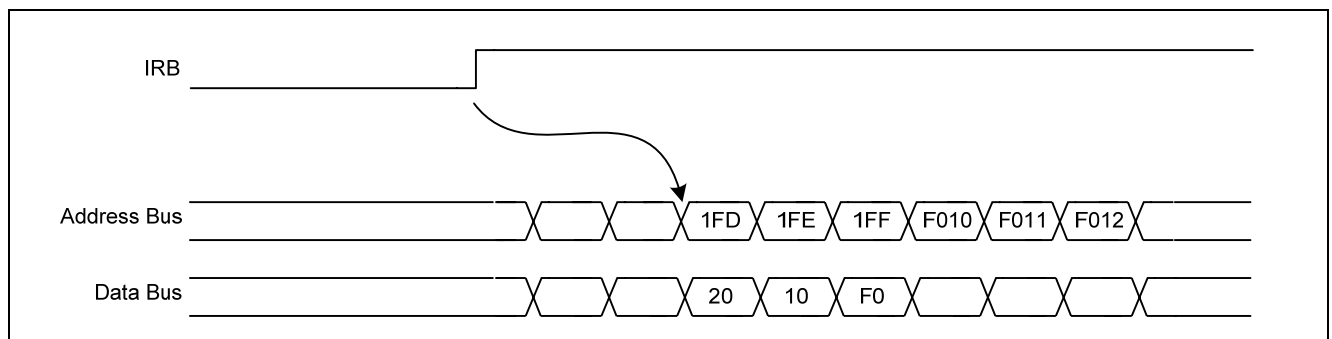 IRB
Address Bus 1FD 1FE 1FF F010 F011 F012
Data Bus 20 10 F0